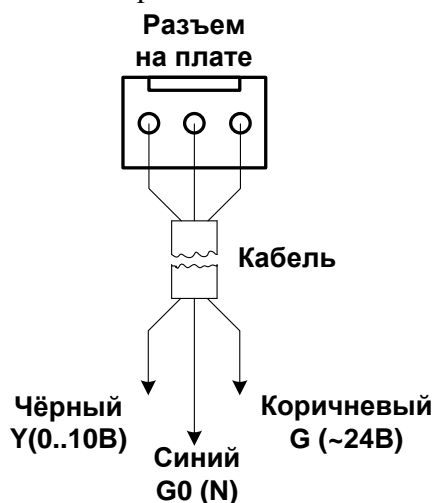 Разъем
на плате
Кабель
Чёрный
Y(0..10В)
Синий
G0 (N)
Коричневый
G (~24В)